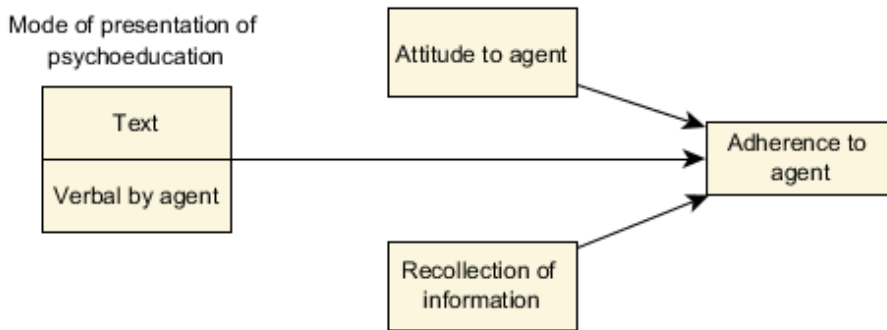 Mode of presentation of
psychoeducation
Text
Verbal by agent
Attitude to agent
Recollection of
information
Adherence to
agent